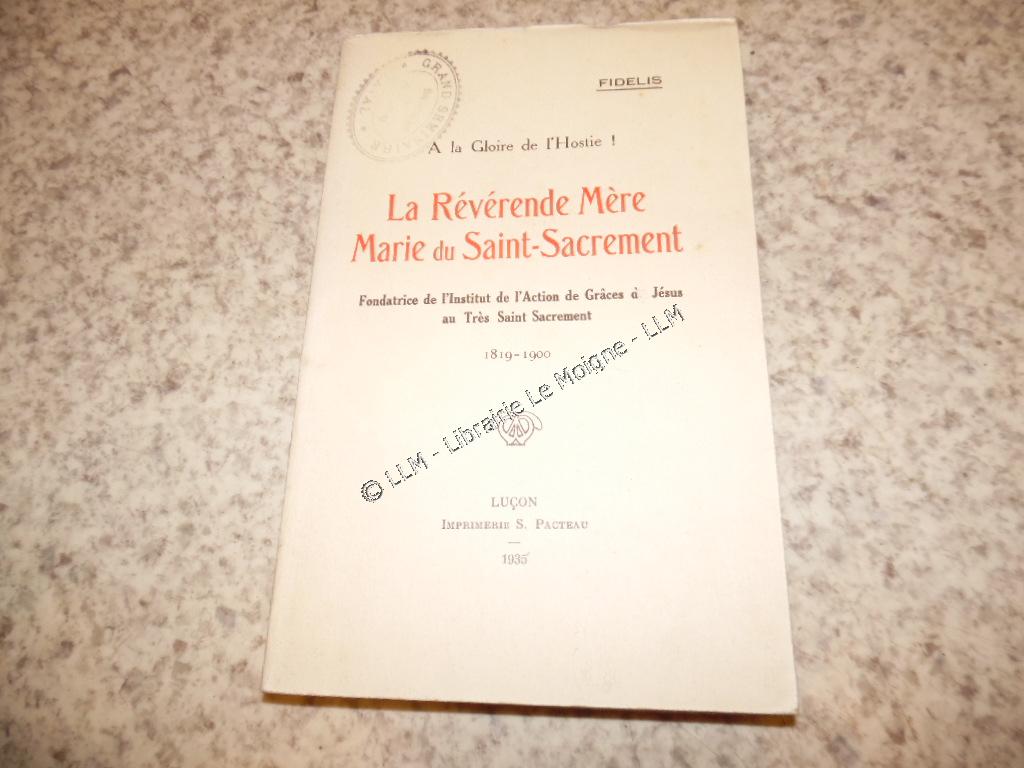 FIDELIS
GRAND SEMINAIRE
A la Gloire de l'Hostie !
La Révérende Mère
Marie du Saint-Sacrement
Fondatrice de l'Institut de l'Action de Grâces à Jésus
au Très Saint Sacrement
1819-1900
© LLM - Librairie Le Moigne - LLM
LUÇON
IMPRIMERIE S. PACTEAU
1935